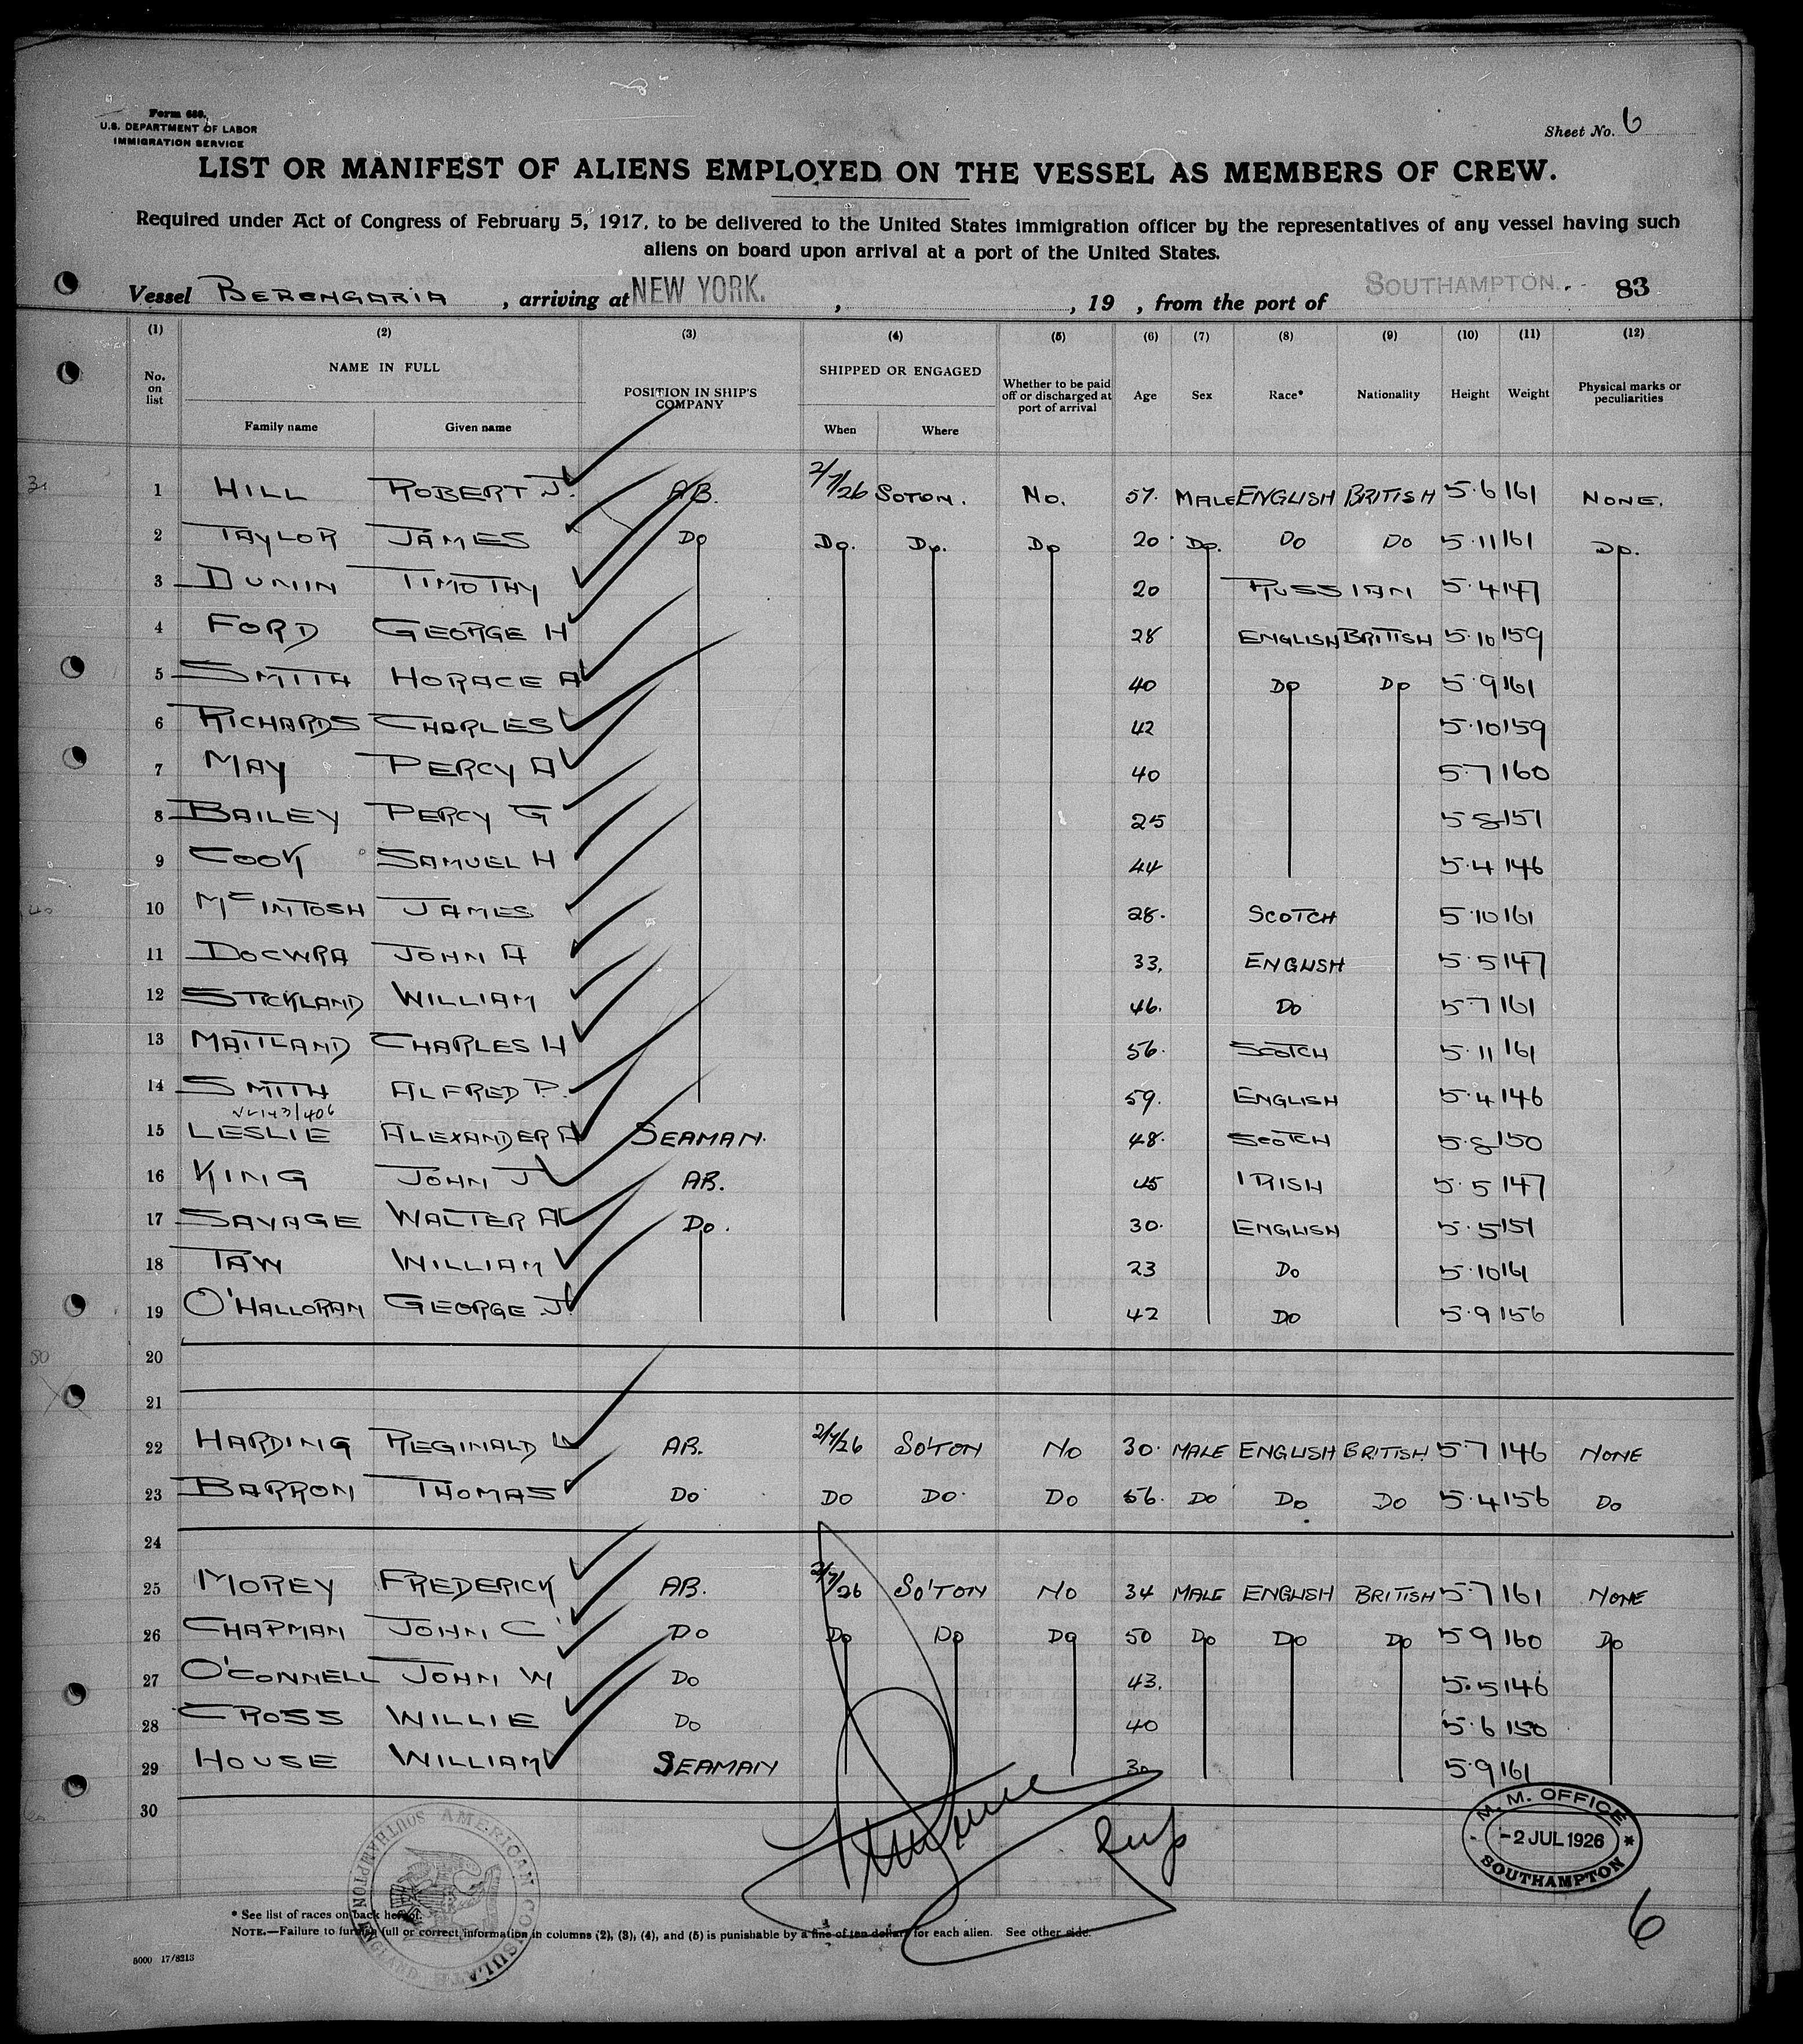 Form 680.
U.S. DEPARTMENT OF LABOR
IMMIGRATION SERVICE
Sheet No. 6
LIST OR MANIFEST OF ALIENS EMPLOYED ON THE VESSEL AS MEMBERS OF CREW.
Required under Act of Congress of February 5, 1917, to be delivered to the United States immigration officer by the representatives of any vessel having such
aliens on board upon arrival at a port of the United States.
Vessel BERENGARIA , arriving at NEW YORK. , , 19 , from the port of SOUTHAMPTON. 83
(1) (2) (3) (4) (5) (6) (7) (8) (9) (10) (11) (12)
No. on list NAME IN FULL Family name Given name POSITION IN SHIP'S COMPANY SHIPPED OR ENGAGED When Where Whether to be paid off or discharged at port of arrival Age Sex Race* Nationality Height Weight Physical marks or peculiarities
1 HILL ROBERT J. AB. 2/7/26 SOTON. No. 57. MALE ENGLISH BRITISH 5.6 161 NONE.
2 TAYLOR JAMES Do Do. Do. Do 20 Do. Do Do 5.11 161 Do.
3 DUNIN TIMOTHY 20 RUSSIAN 5.4 147
4 FORD GEORGE H 28 ENGLISH BRITISH 5.10 159
5 SMITH HORACE A 40 Do Do 5.9 161
6 RICHARDS CHARLES 42 5.10 159
7 MAY PERCY A 40 5.7 160
8 BAILEY PERCY G 25 5.8 151
9 COOK SAMUEL H 44 5.4 146
10 McINTOSH JAMES 28. SCOTCH 5.10 161
11 DOCWRA JOHN A 33. ENGLISH 5.5 147
12 STICKLAND WILLIAM 46. Do 5.7 161
13 MAITLAND CHARLES H 56. SCOTCH 5.11 161
14 SMITH ALFRED P. 59. ENGLISH 5.4 146
15 LESLIE ALEXANDER A SEAMAN. 48. SCOTCH 5.8 150
16 KING JOHN J AB. 45 IRISH 5.5 147
17 SAVAGE WALTER A Do. 30. ENGLISH 5.5 151
18 TAW WILLIAM 23 Do 5.10 161
19 O'HALLORAN GEORGE J. 42 Do 5.9 156
20
21
22 HARDING REGINALD W AB. 2/7/26 SO'TON No 30. MALE ENGLISH BRITISH. 5.7 146 NONE
23 BARRON THOMAS Do Do Do. Do 56. Do Do Do 5.4 156 Do
24
25 MOREY FREDERICK AB. 2/7/26 SO'TON No 34 MALE ENGLISH BRITISH 5.7 161 NONE
26 CHAPMAN JOHN C Do Do Do Do 50 Do Do Do 5 9 160 Do
27 O'CONNELL JOHN W Do 43. 5.5 146
28 CROSS WILLIE Do 40 5.6 150
29 HOUSE WILLIAM SEAMAN 30 5.9 161
30
M. M. OFFICE
-2 JUL 1926
SOUTHAMPTON
AMERICAN CONSULATE
SOUTHAMPTON ENGLAND
6
* See list of races on back hereof.
NOTE.—Failure to furnish full or correct information in columns (2), (3), (4), and (5) is punishable by a fine of ten dollars for each alien. See other side.
5000 17/8213